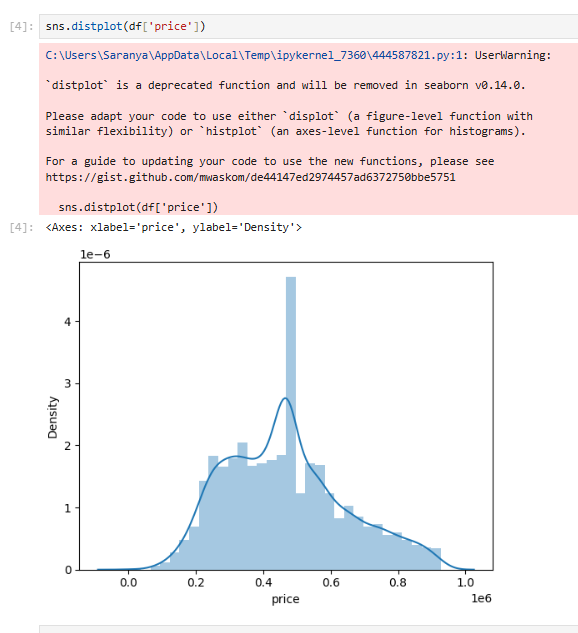 [4]: sns.distplot(df['price'])
C:\Users\Saranya\AppData\Local\Temp\ipykernel_7360\444587821.py:1: UserWarning:
`distplot` is a deprecated function and will be removed in seaborn v0.14.0.
Please adapt your code to use either `displot` (a figure-level function with
similar flexibility) or `histplot` (an axes-level function for histograms).
For a guide to updating your code to use the new functions, please see
https://gist.github.com/mwaskom/de44147ed2974457ad6372750bbe5751
sns.distplot(df['price'])
[4]: <Axes: xlabel='price', ylabel='Density'>
1e−6
4
3
2
1
0
Density
0.0 0.2 0.4 0.6 0.8 1.0
price 1e6